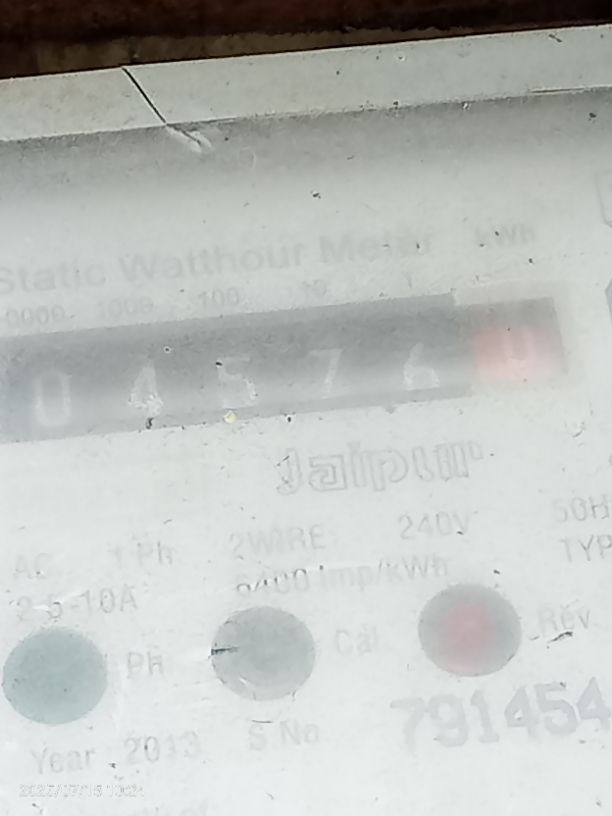 Static Watthour Meter kWh
0000 1000 100 10 1
0 4 5 7 6
Jaipur
AC 1 Ph 2WIRE 240V 50H
2.5-10A 6400 Imp/kWh TYP
Ph Cal Rev
791454
Year 2013 S.No